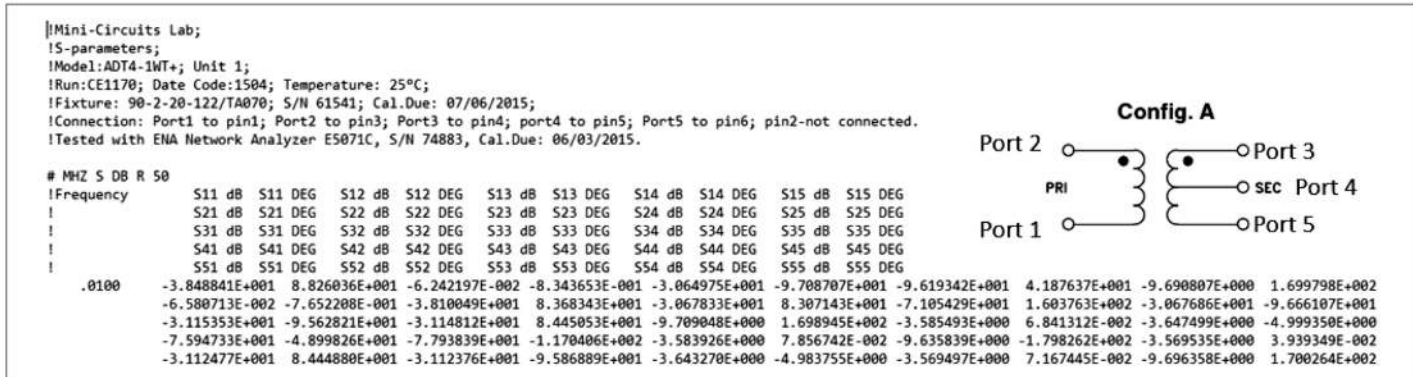 !Mini-Circuits Lab;
!S-parameters;
!Model:ADT4-1WT+; Unit 1;
!Run:CE1170; Date Code:1504; Temperature: 25ºC;
!Fixture: 90-2-20-122/TA070; S/N 61541; Cal.Due: 07/06/2015;
!Connection: Port1 to pin1; Port2 to pin3; Port3 to pin4; port4 to pin5; Port5 to pin6; pin2-not connected.
!Tested with ENA Network Analyzer E5071C, S/N 74883, Cal.Due: 06/03/2015.
Config. A
Port 2
Port 3
PRI
SEC Port 4
Port 1
Port 5
# MHZ S DB R 50
!Frequency S11 dB S11 DEG S12 dB S12 DEG S13 dB S13 DEG S14 dB S14 DEG S15 dB S15 DEG
! S21 dB S21 DEG S22 dB S22 DEG S23 dB S23 DEG S24 dB S24 DEG S25 dB S25 DEG
! S31 dB S31 DEG S32 dB S32 DEG S33 dB S33 DEG S34 dB S34 DEG S35 dB S35 DEG
! S41 dB S41 DEG S42 dB S42 DEG S43 dB S43 DEG S44 dB S44 DEG S45 dB S45 DEG
! S51 dB S51 DEG S52 dB S52 DEG S53 dB S53 DEG S54 dB S54 DEG S55 dB S55 DEG
.0100 -3.848841E+001 8.826036E+001 -6.242197E-002 -8.343653E-001 -3.064975E+001 -9.708707E+001 -9.619342E+001 4.187637E+001 -9.690807E+000 1.699798E+002
-6.580713E-002 -7.652208E-001 -3.810049E+001 8.368343E+001 -3.067833E+001 8.307143E+001 -7.105429E+001 1.603763E+002 -3.067686E+001 -9.666107E+001
-3.115353E+001 -9.562821E+001 -3.114812E+001 8.445053E+001 -9.709048E+000 1.698945E+002 -3.585493E+000 6.841312E-002 -3.647499E+000 -4.999350E+000
-7.594733E+001 -4.899826E+001 -7.793839E+001 -1.170406E+002 -3.583926E+000 7.856742E-002 -9.635839E+000 -1.798262E+002 -3.569535E+000 3.939349E-002
-3.112477E+001 8.444880E+001 -3.112376E+001 -9.586889E+001 -3.643270E+000 -4.983755E+000 -3.569497E+000 7.167445E-002 -9.696358E+000 1.700264E+002